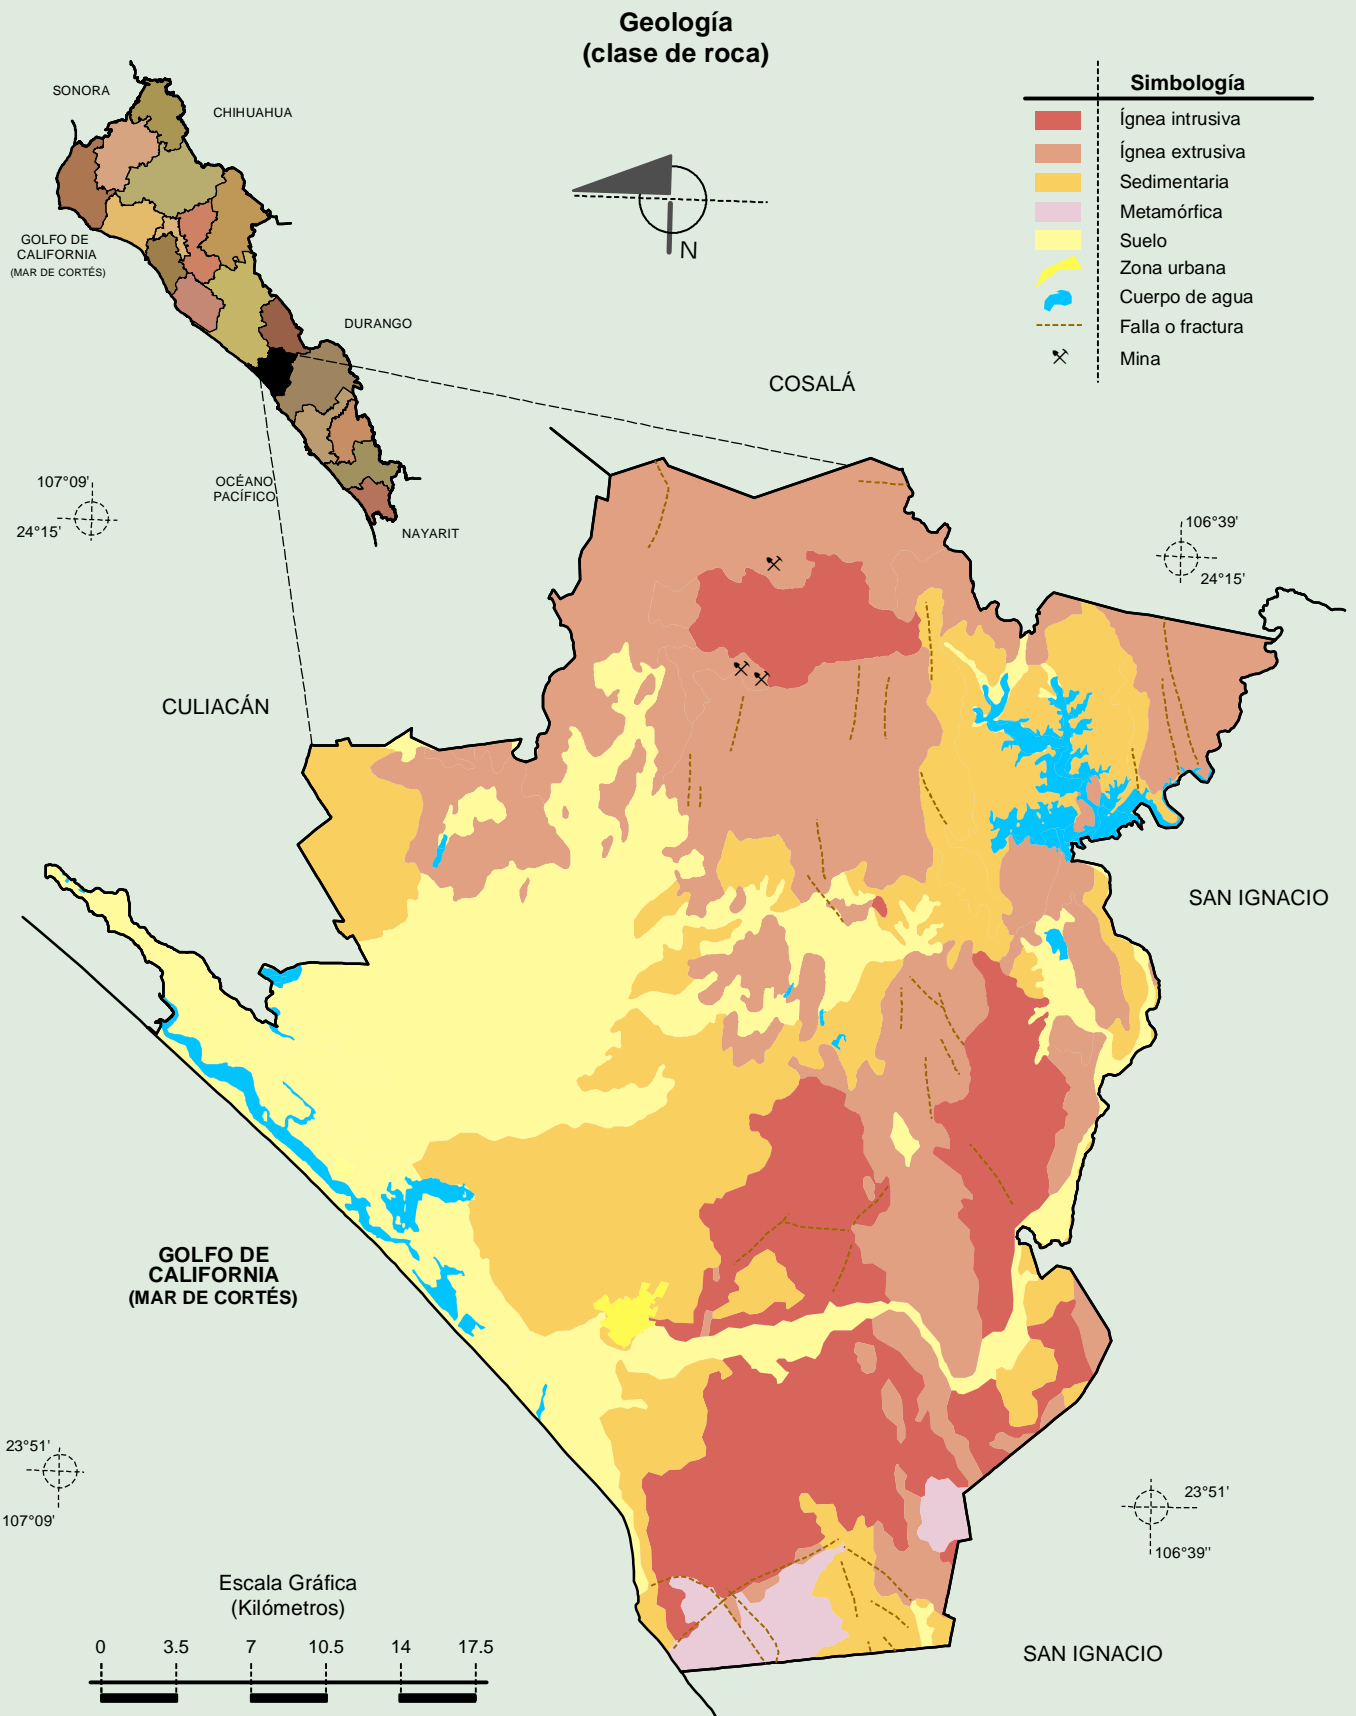 Geología
(clase de roca)
SONORA
CHIHUAHUA
GOLFO DE
CALIFORNIA
(MAR DE CORTÉS)
DURANGO
OCÉANO
PACÍFICO
NAYARIT
N
Simbología
Ígnea intrusiva
Ígnea extrusiva
Sedimentaria
Metamórfica
Suelo
Zona urbana
Cuerpo de agua
Falla o fractura
Mina
COSALÁ
107°09'
24°15'
106°39'
24°15'
CULIACÁN
SAN IGNACIO
GOLFO DE
CALIFORNIA
(MAR DE CORTÉS)
23°51'
107°09'
23°51'
106°39''
Escala Gráfica
(Kilómetros)
0 3.5 7 10.5 14 17.5
SAN IGNACIO